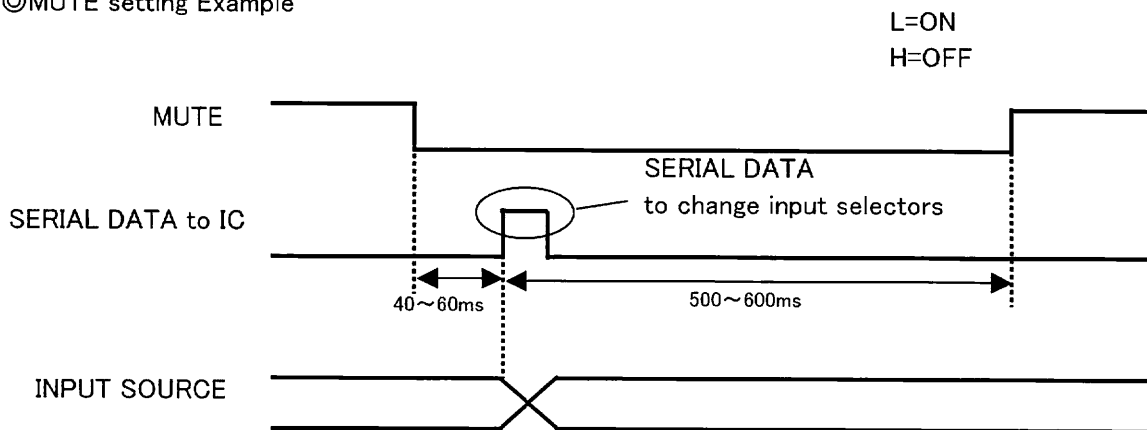 ◎MUTE setting Example
L=ON
H=OFF
MUTE
SERIAL DATA
to change input selectors
SERIAL DATA to IC
40～60ms
500～600ms
INPUT SOURCE